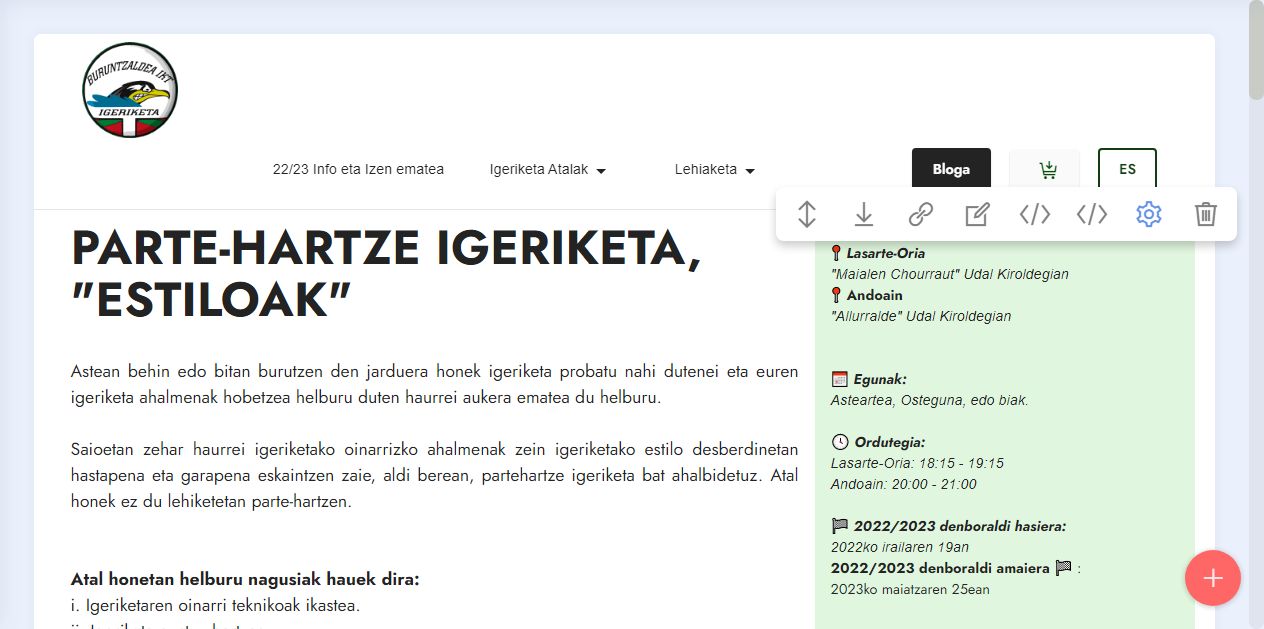 BURUNTZALDEA IKT
IGERIKETA
22/23 Info eta Izen ematea
Igeriketa Atalak
Lehiaketa
Bloga
ES
PARTE-HARTZE IGERIKETA,
"ESTILOAK"
Astean behin edo bitan burutzen den jarduera honek igeriketa probatu nahi dutenei eta euren
igeriketa ahalmenak hobetzea helburu duten haurrei aukera ematea du helburu.
Saioetan zehar haurrei igeriketako oinarrizko ahalmenak zein igeriketako estilo desberdinetan
hastapena eta garapena eskaintzen zaie, aldi berean, partehartze igeriketa bat ahalbidetuz. Atal
honek ez du lehiketetan parte-hartzen.
Atal honetan helburu nagusiak hauek dira:
i. Igeriketaren oinarri teknikoak ikastea.
Lasarte-Oria
"Maialen Chourraut" Udal Kiroldegian
Andoain
"Allurralde" Udal Kiroldegian
Egunak:
Asteartea, Osteguna, edo biak.
Ordutegia:
Lasarte-Oria: 18:15 - 19:15
Andoain: 20:00 - 21:00
2022/2023 denboraldi hasiera:
2022ko irailaren 19an
2022/2023 denboraldi amaiera :
2023ko maiatzaren 25ean